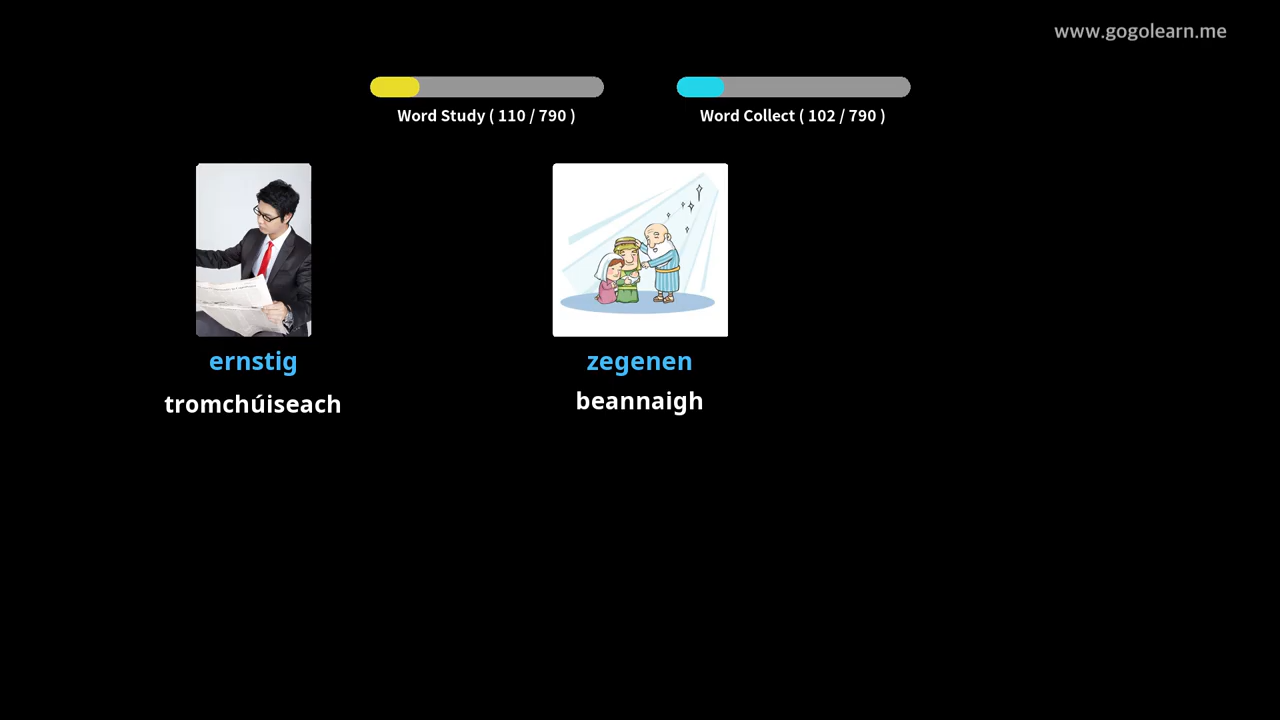 www.gogolearn.me
Word Study ( 110 / 790 )
Word Collect ( 102 / 790 )
ernstig
zegenen
tromchúiseach
beannaigh